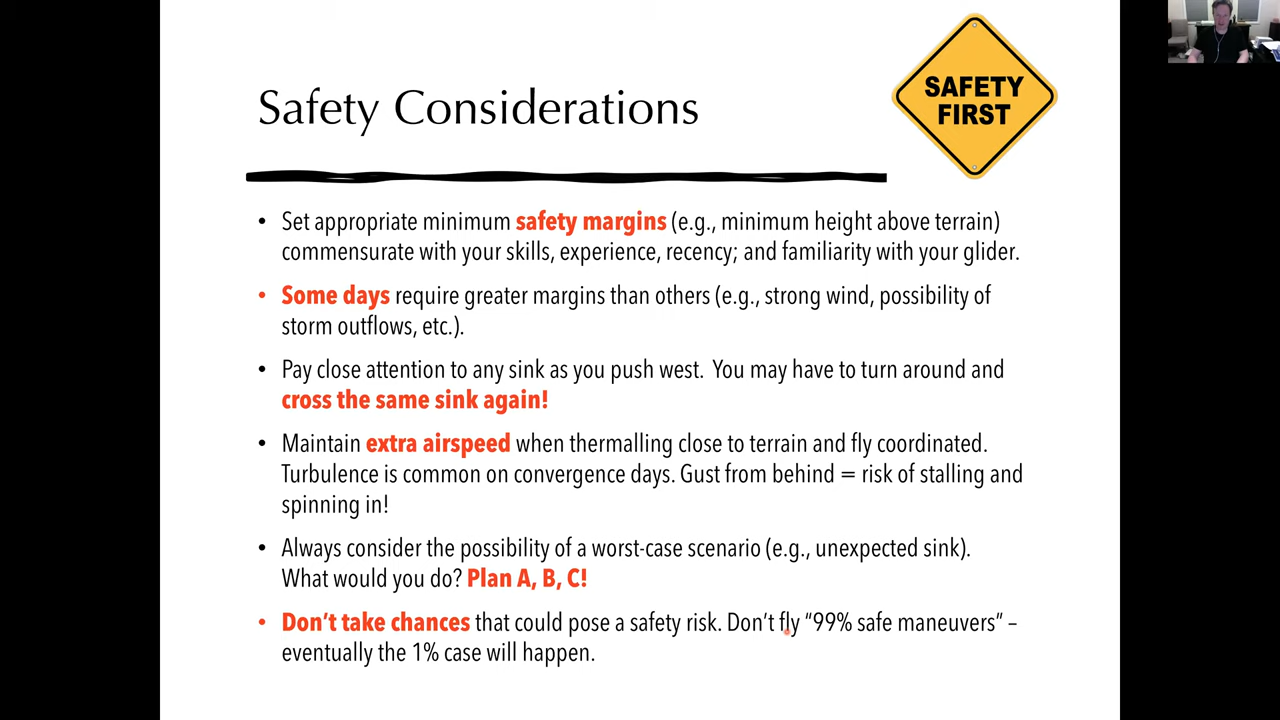 SAFETY
FIRST
Safety Considerations
• Set appropriate minimum safety margins (e.g., minimum height above terrain)
commensurate with your skills, experience, recency; and familiarity with your glider.
• Some days require greater margins than others (e.g., strong wind, possibility of
storm outflows, etc.).
• Pay close attention to any sink as you push west. You may have to turn around and
cross the same sink again!
• Maintain extra airspeed when thermalling close to terrain and fly coordinated.
Turbulence is common on convergence days. Gust from behind = risk of stalling and
spinning in!
• Always consider the possibility of a worst-case scenario (e.g., unexpected sink).
What would you do? Plan A, B, C!
• Don't take chances that could pose a safety risk. Don't fly "99% safe maneuvers" –
eventually the 1% case will happen.